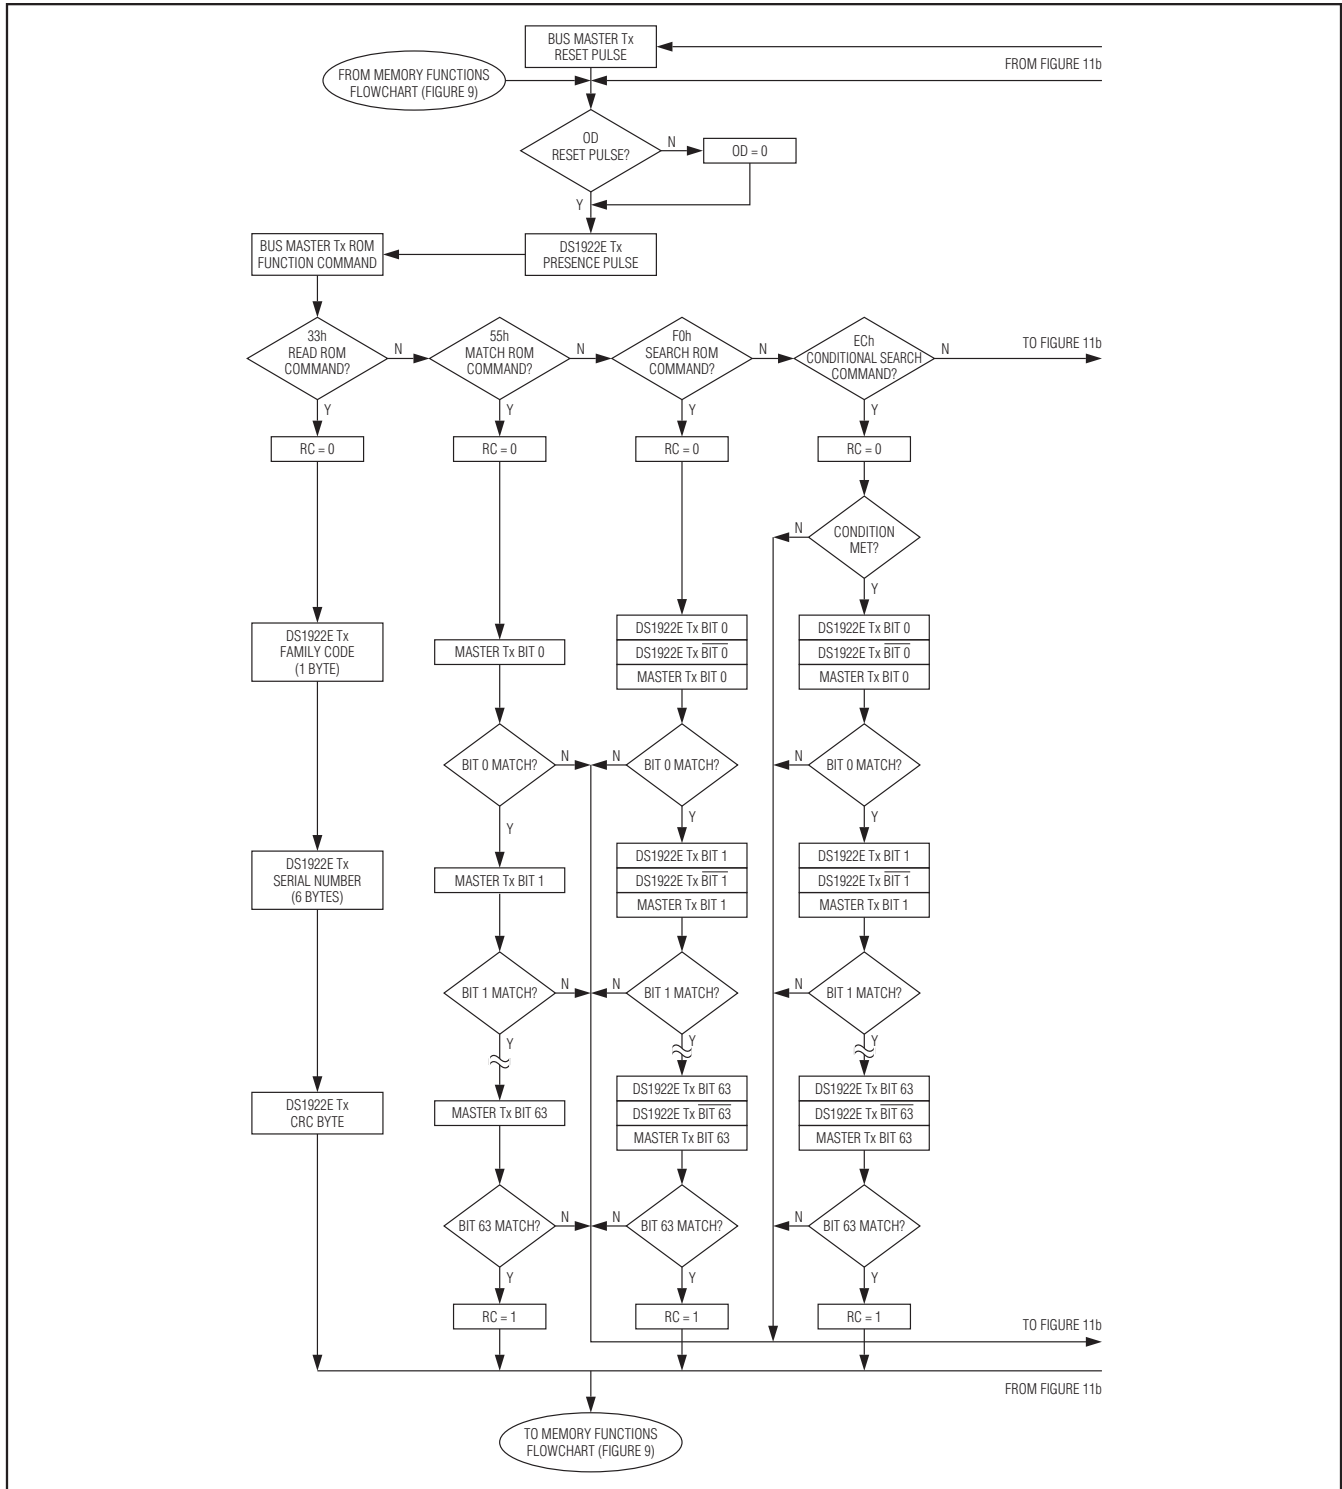 BUS MASTER Tx
RESET PULSE
FROM FIGURE 11b
FROM MEMORY FUNCTIONS
FLOWCHART (FIGURE 9)
OD
RESET PULSE?
N
OD = 0
Y
BUS MASTER Tx ROM
FUNCTION COMMAND
DS1922E Tx
PRESENCE PULSE
33h
READ ROM
COMMAND?
N
55h
MATCH ROM
COMMAND?
N
F0h
SEARCH ROM
COMMAND?
N
ECh
CONDITIONAL SEARCH
COMMAND?
N
TO FIGURE 11b
Y
Y
Y
Y
RC = 0
RC = 0
RC = 0
RC = 0
N
CONDITION
MET?
Y
DS1922E Tx
FAMILY CODE
(1 BYTE)
MASTER Tx BIT 0
DS1922E Tx BIT 0
DS1922E Tx BIT 0
MASTER Tx BIT 0
DS1922E Tx BIT 0
DS1922E Tx BIT 0
MASTER Tx BIT 0
BIT 0 MATCH?
N
N
BIT 0 MATCH?
N
BIT 0 MATCH?
Y
Y
Y
DS1922E Tx
SERIAL NUMBER
(6 BYTES)
MASTER Tx BIT 1
DS1922E Tx BIT 1
DS1922E Tx BIT 1
MASTER Tx BIT 1
DS1922E Tx BIT 1
DS1922E Tx BIT 1
MASTER Tx BIT 1
BIT 1 MATCH?
N
N
BIT 1 MATCH?
N
BIT 1 MATCH?
Y
Y
Y
DS1922E Tx
CRC BYTE
MASTER Tx BIT 63
DS1922E Tx BIT 63
DS1922E Tx BIT 63
MASTER Tx BIT 63
DS1922E Tx BIT 63
DS1922E Tx BIT 63
MASTER Tx BIT 63
BIT 63 MATCH?
N
N
BIT 63 MATCH?
N
BIT 63 MATCH?
Y
Y
Y
RC = 1
RC = 1
RC = 1
TO FIGURE 11b
FROM FIGURE 11b
TO MEMORY FUNCTIONS
FLOWCHART (FIGURE 9)